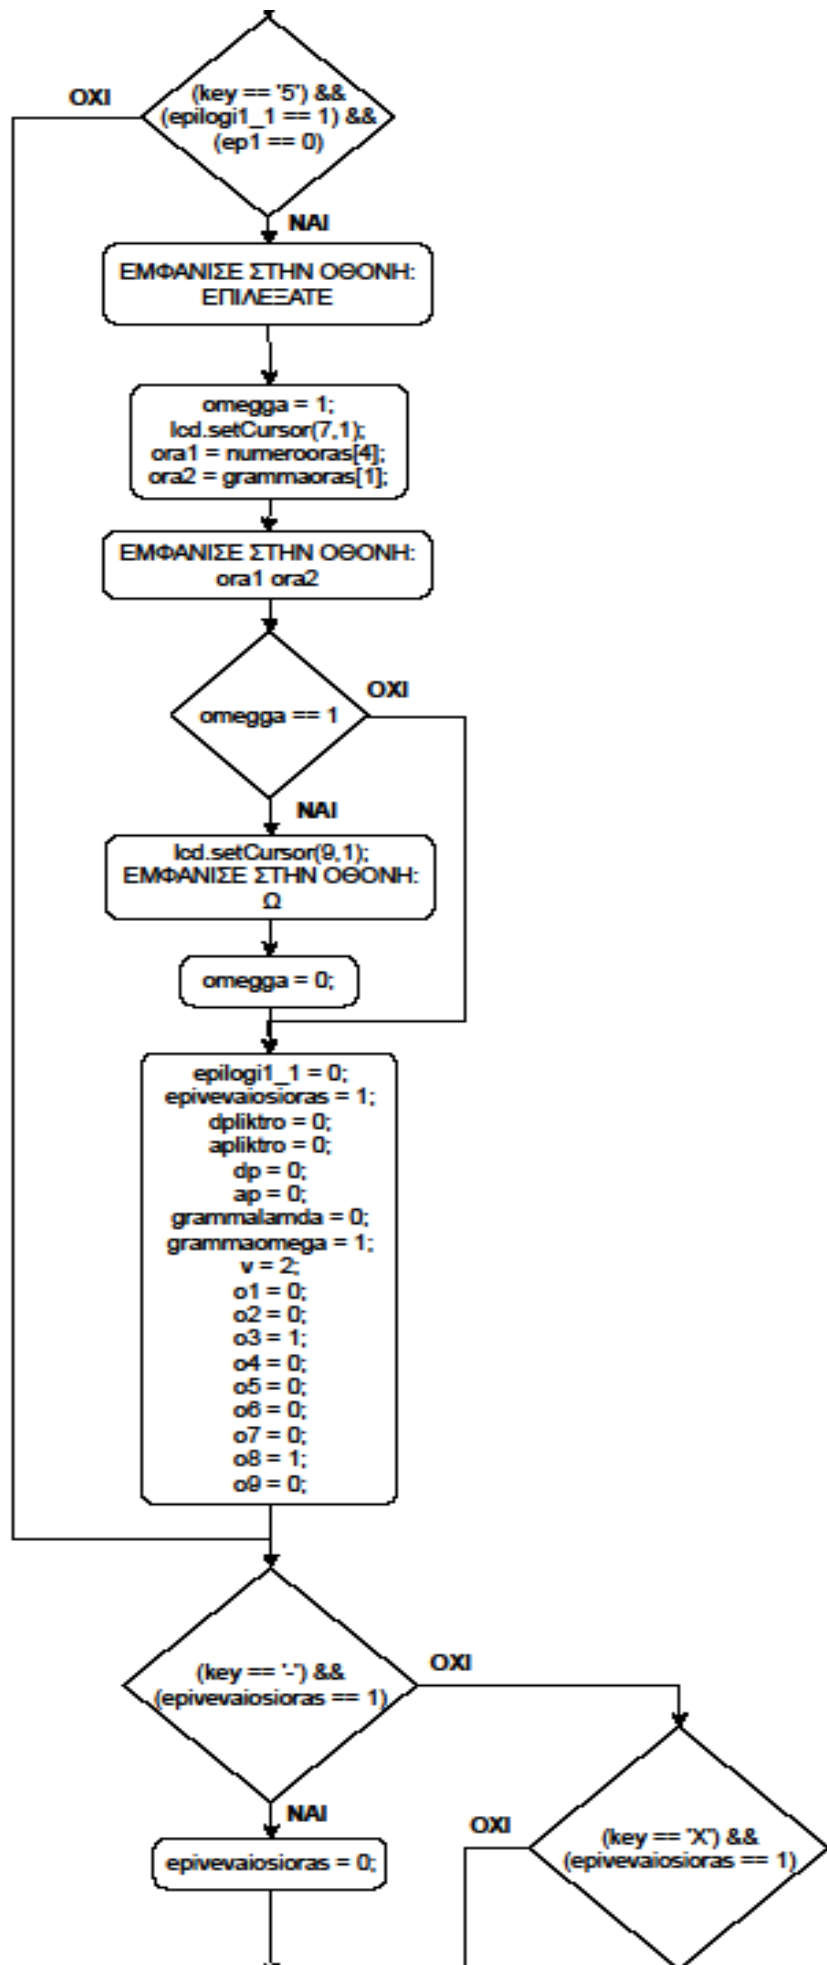 (key == '5') &&
(epilogi1_1 == 1) &&
(ep1 == 0)
ΟΧΙ
ΝΑΙ
ΕΜΦΑΝΙΣΕ ΣΤΗΝ ΟΘΟΝΗ:
ΕΠΙΛΕΞΑΤΕ
omegga = 1;
lcd.setCursor(7,1);
ora1 = numerooras[4];
ora2 = grammaoras[1];
ΕΜΦΑΝΙΣΕ ΣΤΗΝ ΟΘΟΝΗ:
ora1 ora2
omegga == 1
ΟΧΙ
ΝΑΙ
lcd.setCursor(9,1);
ΕΜΦΑΝΙΣΕ ΣΤΗΝ ΟΘΟΝΗ:
Ω
omegga = 0;
epilogi1_1 = 0;
epivevaiosioras = 1;
dpliktro = 0;
apliktro = 0;
dp = 0;
ap = 0;
grammalamda = 0;
grammaomega = 1;
v = 2;
o1 = 0;
o2 = 0;
o3 = 1;
o4 = 0;
o5 = 0;
o6 = 0;
o7 = 0;
o8 = 1;
o9 = 0;
(key == '-') &&
(epivevaiosioras == 1)
ΟΧΙ
ΝΑΙ
epivevaiosioras = 0;
(key == 'X') &&
(epivevaiosioras == 1)
ΟΧΙ